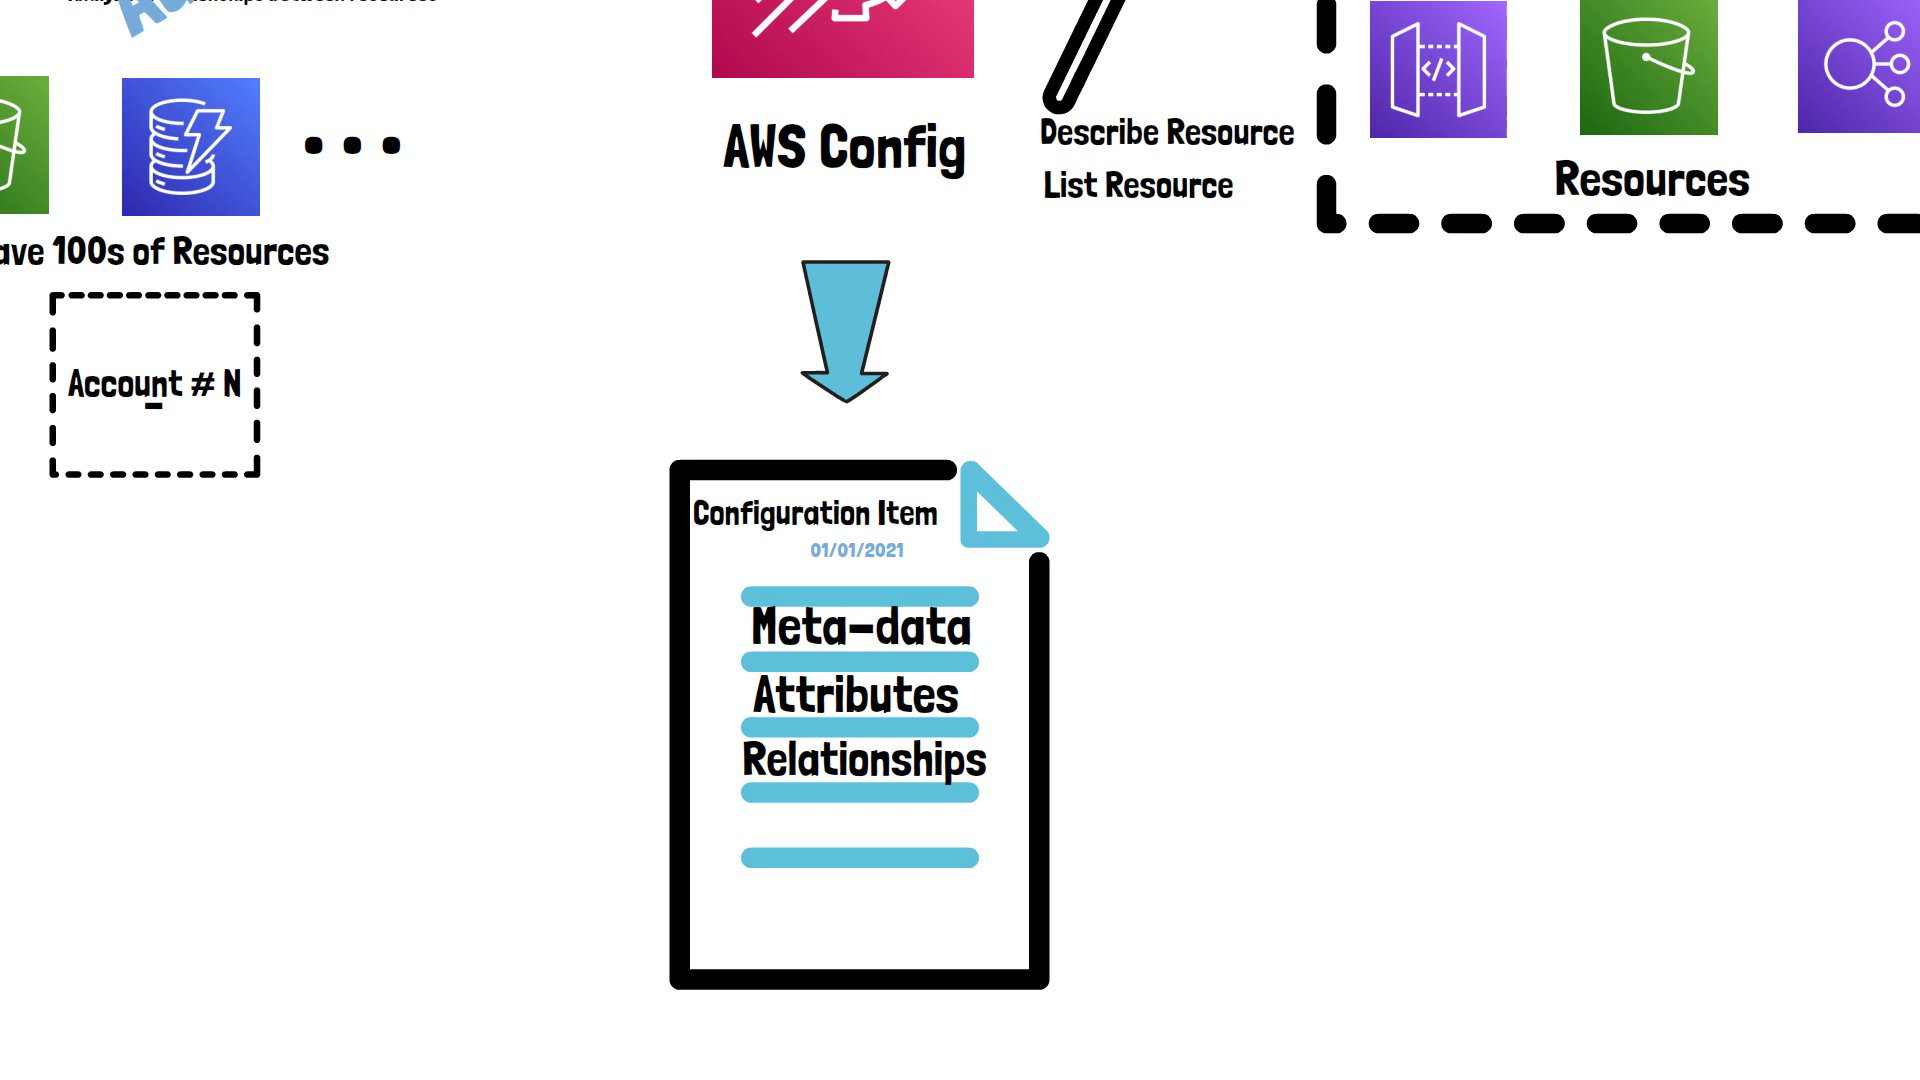 AWS Config
Describe Resource
List Resource
Resources
100s of Resources
Account # N
Configuration Item
01/01/2021
Meta-data
Attributes
Relationships